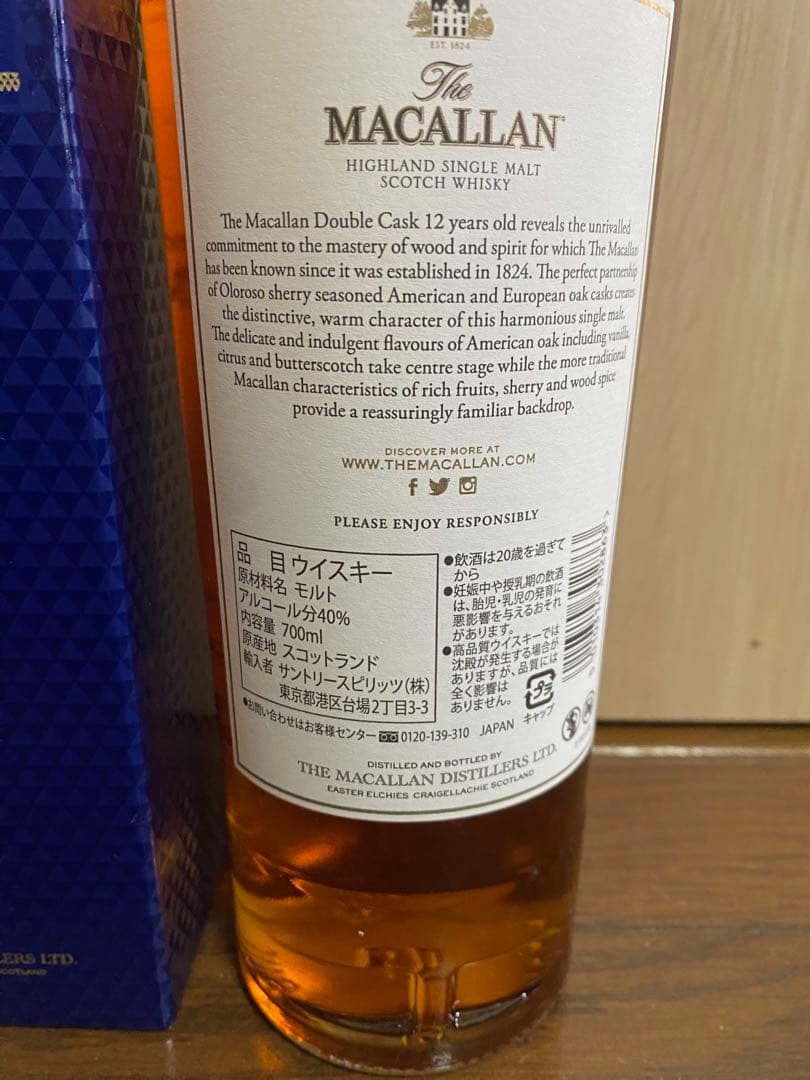 EST. 1824
The
MACALLAN
HIGHLAND SINGLE MALT
SCOTCH WHISKY
The Macallan Double Cask 12 years old reveals the unrivalled
commitment to the mastery of wood and spirit for which The Macallan
has been known since it was established in 1824. The perfect partnership
of Oloroso sherry seasoned American and European oak casks creates
the distinctive, warm character of this harmonious single malt.
The delicate and indulgent flavours of American oak including vanilla,
citrus and butterscotch take centre stage while the more traditional
Macallan characteristics of rich fruits, sherry and wood spice
provide a reassuringly familiar backdrop.
DISCOVER MORE AT
WWW.THEMACALLAN.COM
PLEASE ENJOY RESPONSIBLY
品 目 ウイスキー
原材料名 モルト
アルコール分40%
内容量 700ml
原産地 スコットランド
輸入者 サントリースピリッツ(株)
東京都港区台場2丁目3-3
●お問い合わせはお客様センター 0120-139-310 JAPAN
●飲酒は20歳を過ぎて
から
●妊娠中や授乳期の飲酒
は、胎児・乳児の発育に
悪影響を与えるおそれ
があります。
●高品質ウイスキーでは
沈殿が発生する場合が
ありますが、品質には
全く影響は
ありません。
プラ
キャップ
DISTILLED AND BOTTLED BY
THE MACALLAN DISTILLERS LTD.
EASTER ELCHIES CRAIGELLACHIE SCOTLAND
LERS LTD.
SCOTLAND